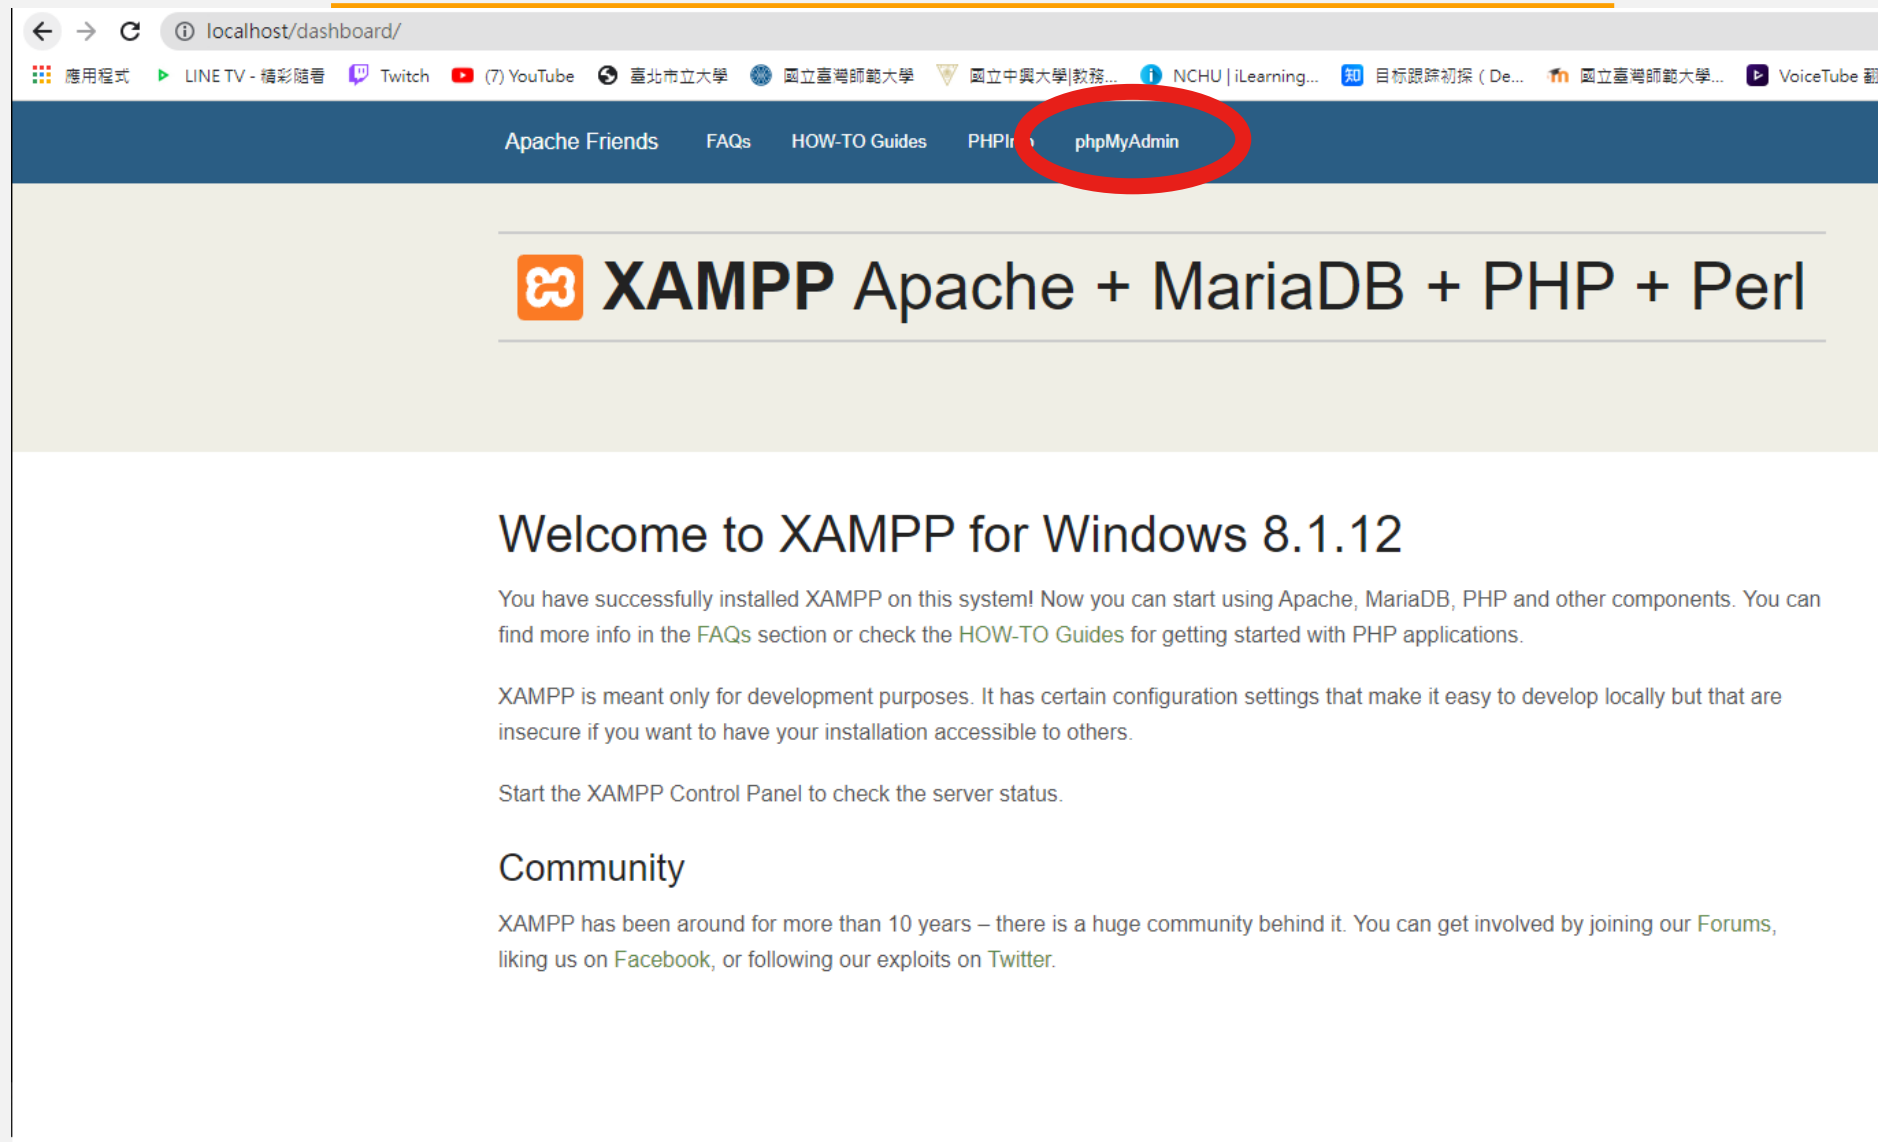 localhost/dashboard/
應用程式 LINE TV - 精彩隨看 Twitch (7) YouTube 臺北市立大學 國立臺灣師範大學 國立中興大學|教務... NCHU | iLearning... 知 目标跟踪初探 ( De... 國立臺灣師範大學... VoiceTube 翻
Apache Friends FAQs HOW-TO Guides phpMyAdmin
XAMPP Apache + MariaDB + PHP + Perl
Welcome to XAMPP for Windows 8.1.12
You have successfully installed XAMPP on this system! Now you can start using Apache, MariaDB, PHP and other components. You can
find more info in the FAQs section or check the HOW-TO Guides for getting started with PHP applications.
XAMPP is meant only for development purposes. It has certain configuration settings that make it easy to develop locally but that are
insecure if you want to have your installation accessible to others.
Start the XAMPP Control Panel to check the server status.
Community
XAMPP has been around for more than 10 years – there is a huge community behind it. You can get involved by joining our Forums,
liking us on Facebook, or following our exploits on Twitter.